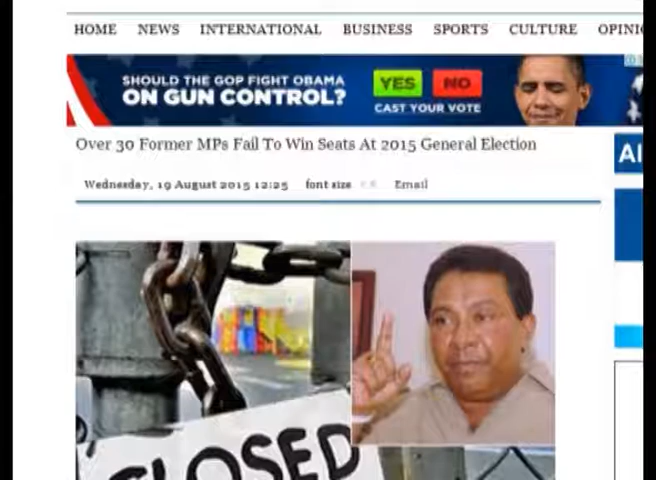 HOME NEWS INTERNATIONAL BUSINESS SPORTS CULTURE OPINIO
SHOULD THE GOP FIGHT OBAMA
ON GUN CONTROL?
YES NO
CAST YOUR VOTE
Over 30 Former MPs Fail To Win Seats At 2015 General Election
AI
Wednesday, 19 August 2015 12:25 font size Email
CLOSED